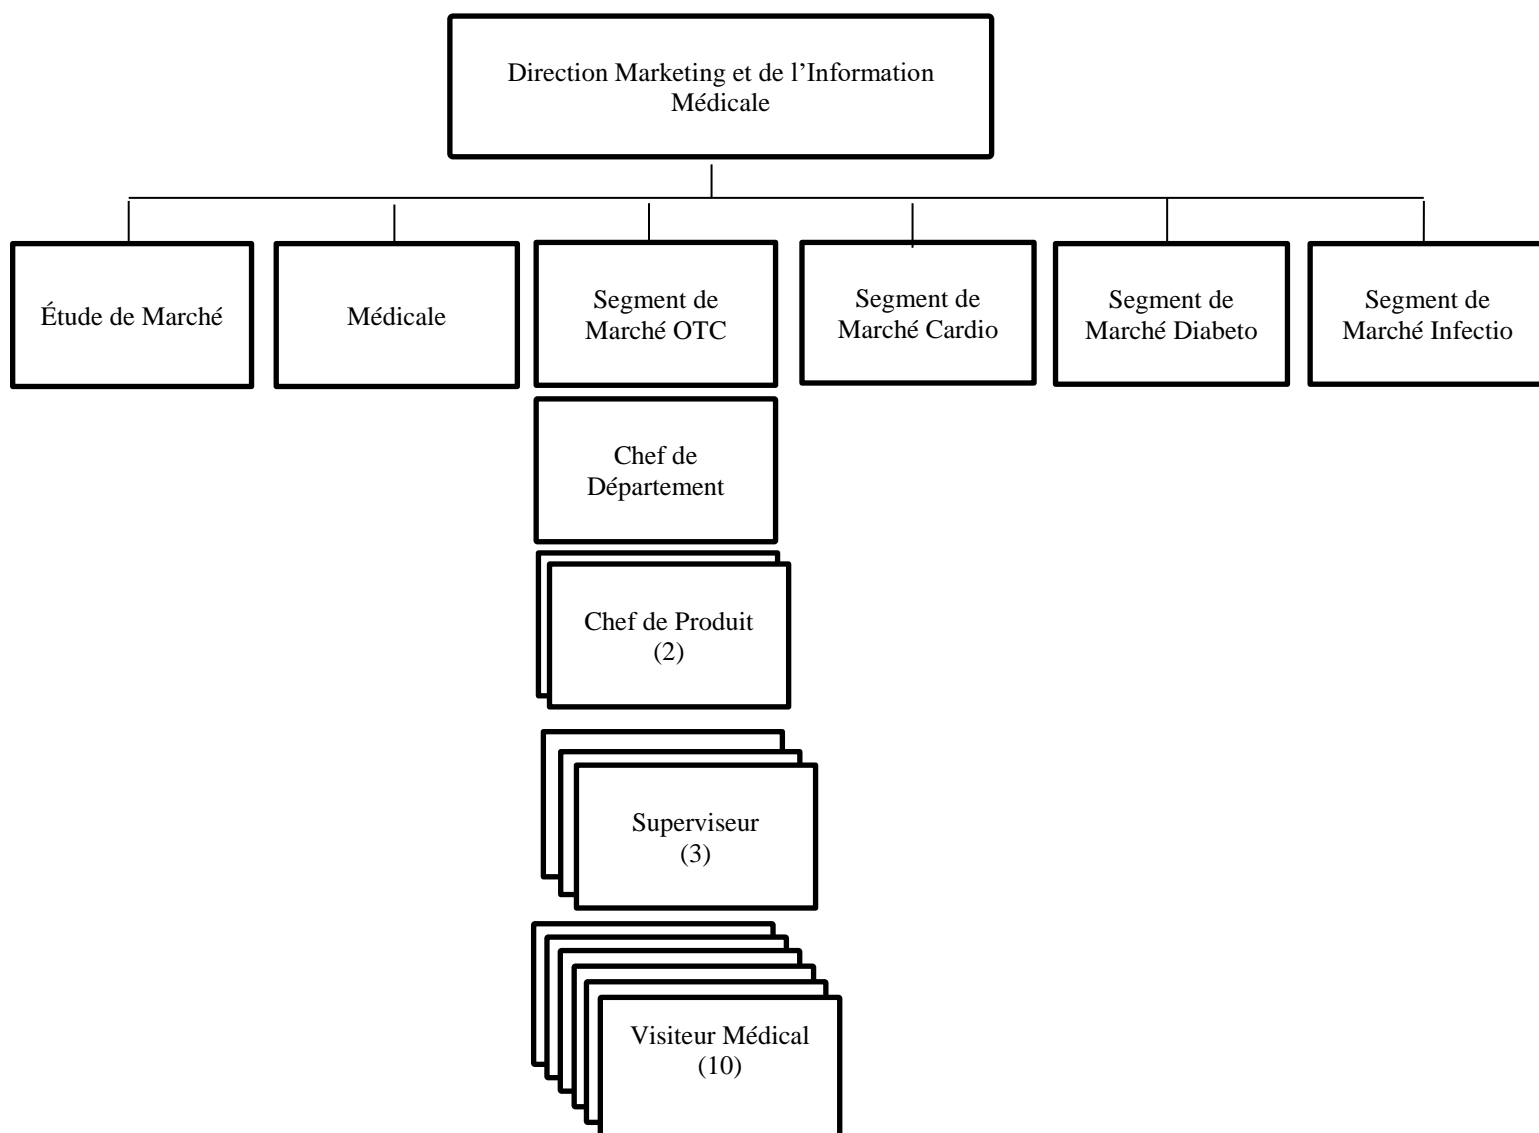 Direction Marketing et de l’Information
Médicale
Étude de Marché
Médicale
Segment de
Marché OTC
Segment de
Marché Cardio
Segment de
Marché Diabeto
Segment de
Marché Infectio
Chef de
Département
Chef de Produit
(2)
Superviseur
(3)
Visiteur Médical
(10)